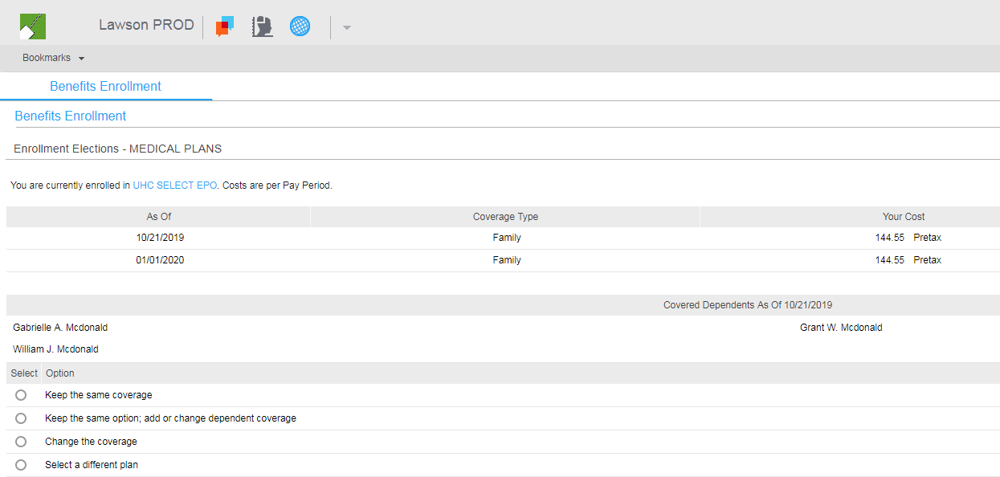 Lawson PROD
Bookmarks
Benefits Enrollment
Benefits Enrollment
Enrollment Elections - MEDICAL PLANS
You are currently enrolled in UHC SELECT EPO. Costs are per Pay Period.
As Of Coverage Type Your Cost
10/21/2019 Family 144.55 Pretax
01/01/2020 Family 144.55 Pretax
Covered Dependents As Of 10/21/2019
Gabrielle A. Mcdonald Grant W. Mcdonald
William J. Mcdonald
Select Option
Keep the same coverage
Keep the same option; add or change dependent coverage
Change the coverage
Select a different plan